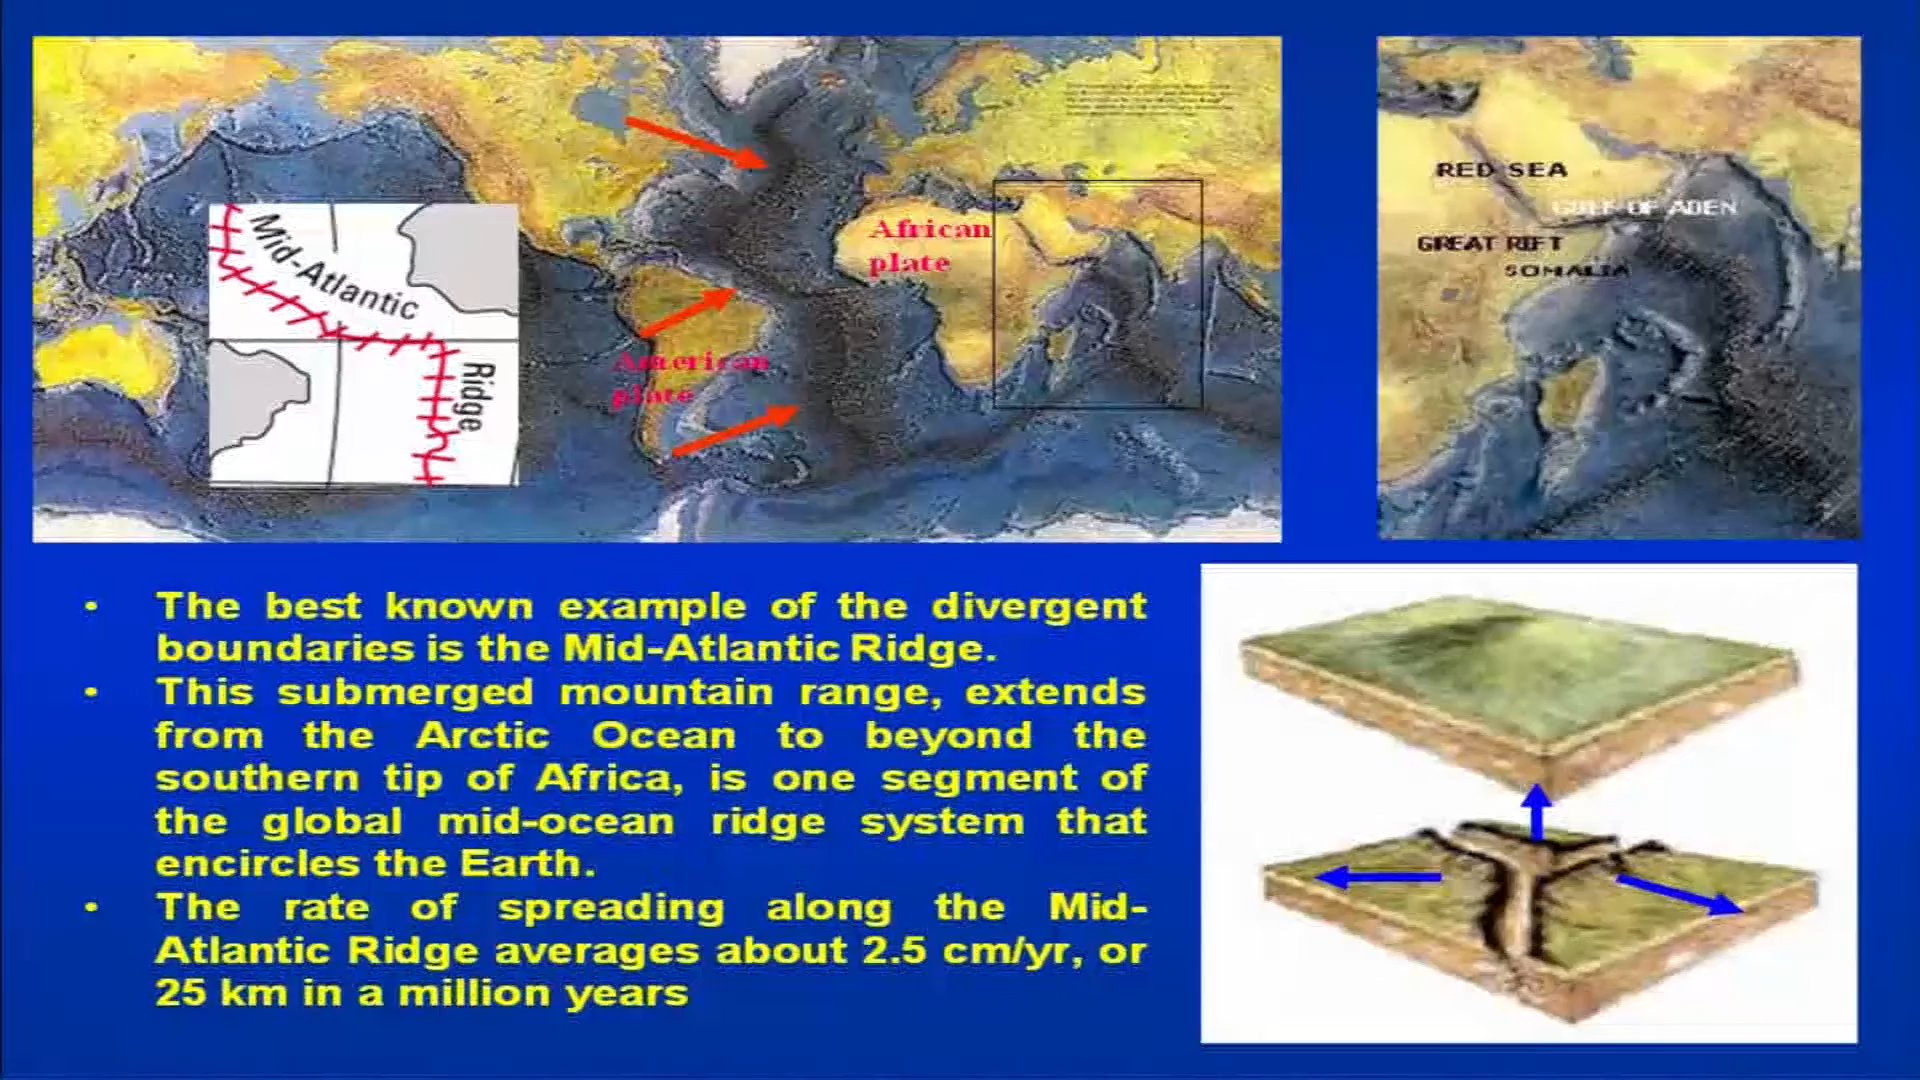 African
plate
American
plate
Mid-Atlantic
Ridge
RED SEA
GULF OF ADEN
GREAT RIFT
SOMALIA
• The best known example of the divergent
boundaries is the Mid-Atlantic Ridge.
• This submerged mountain range, extends
from the Arctic Ocean to beyond the
southern tip of Africa, is one segment of
the global mid-ocean ridge system that
encircles the Earth.
• The rate of spreading along the Mid-
Atlantic Ridge averages about 2.5 cm/yr, or
25 km in a million years